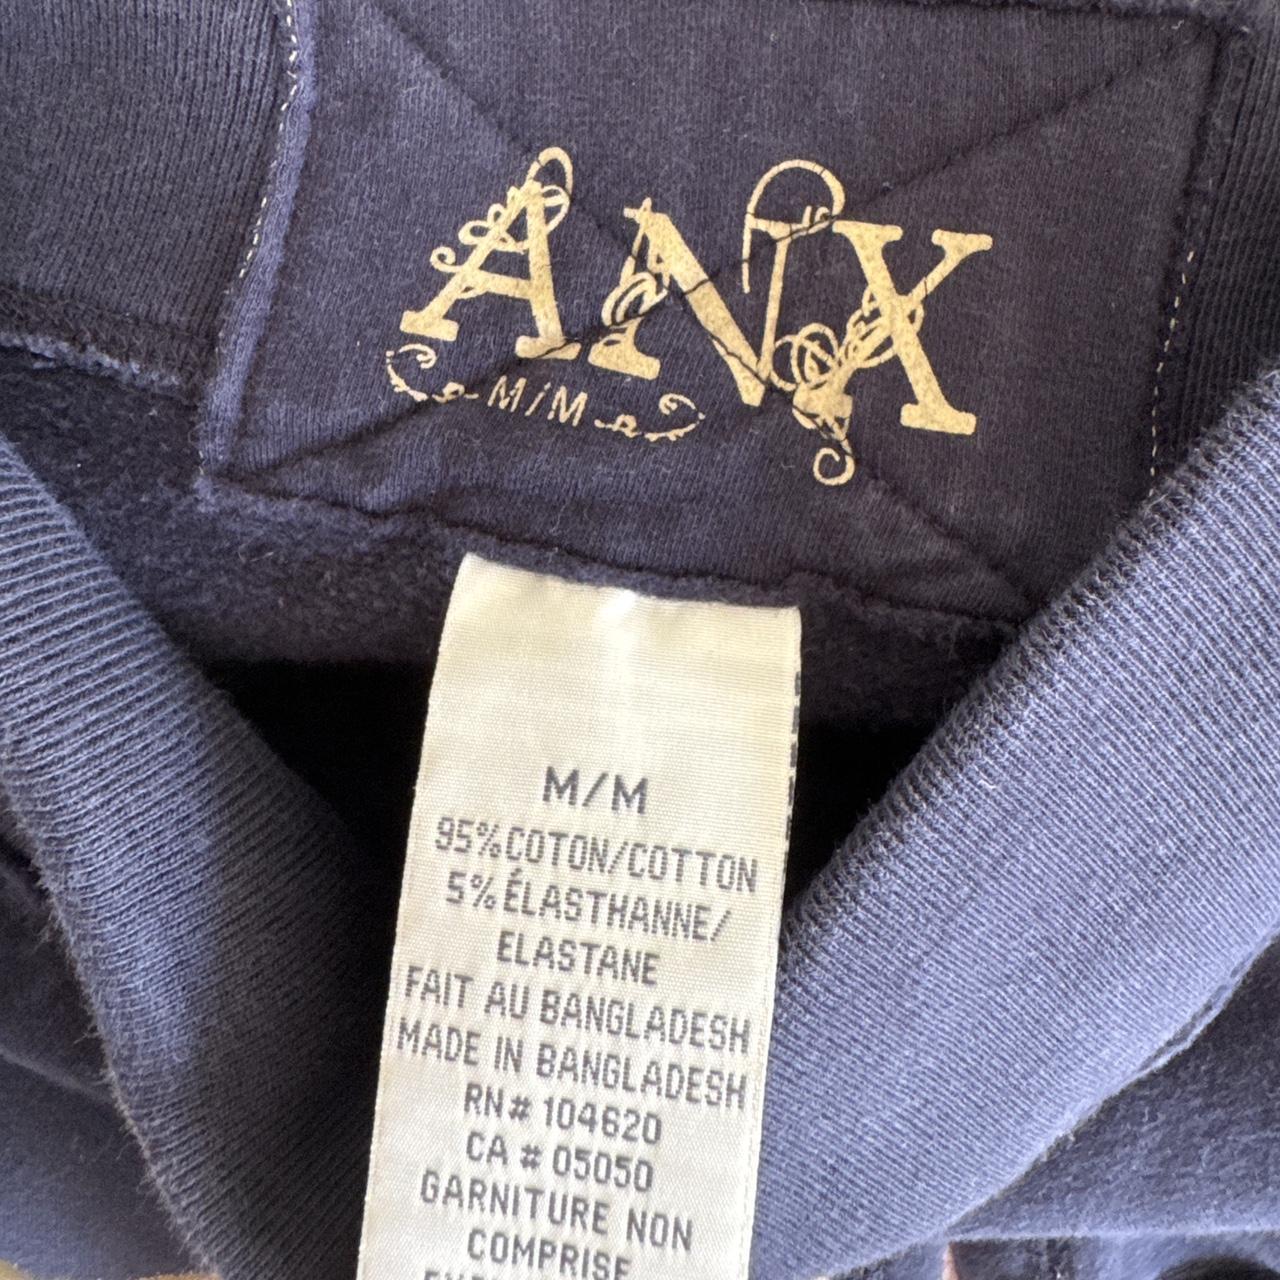 ANX
M/M
M/M
95% COTON/COTTON
5% ÉLASTHANNE/
ELASTANE
FAIT AU BANGLADESH
MADE IN BANGLADESH
RN# 104620
CA # 05050
GARNITURE NON
COMPRISE